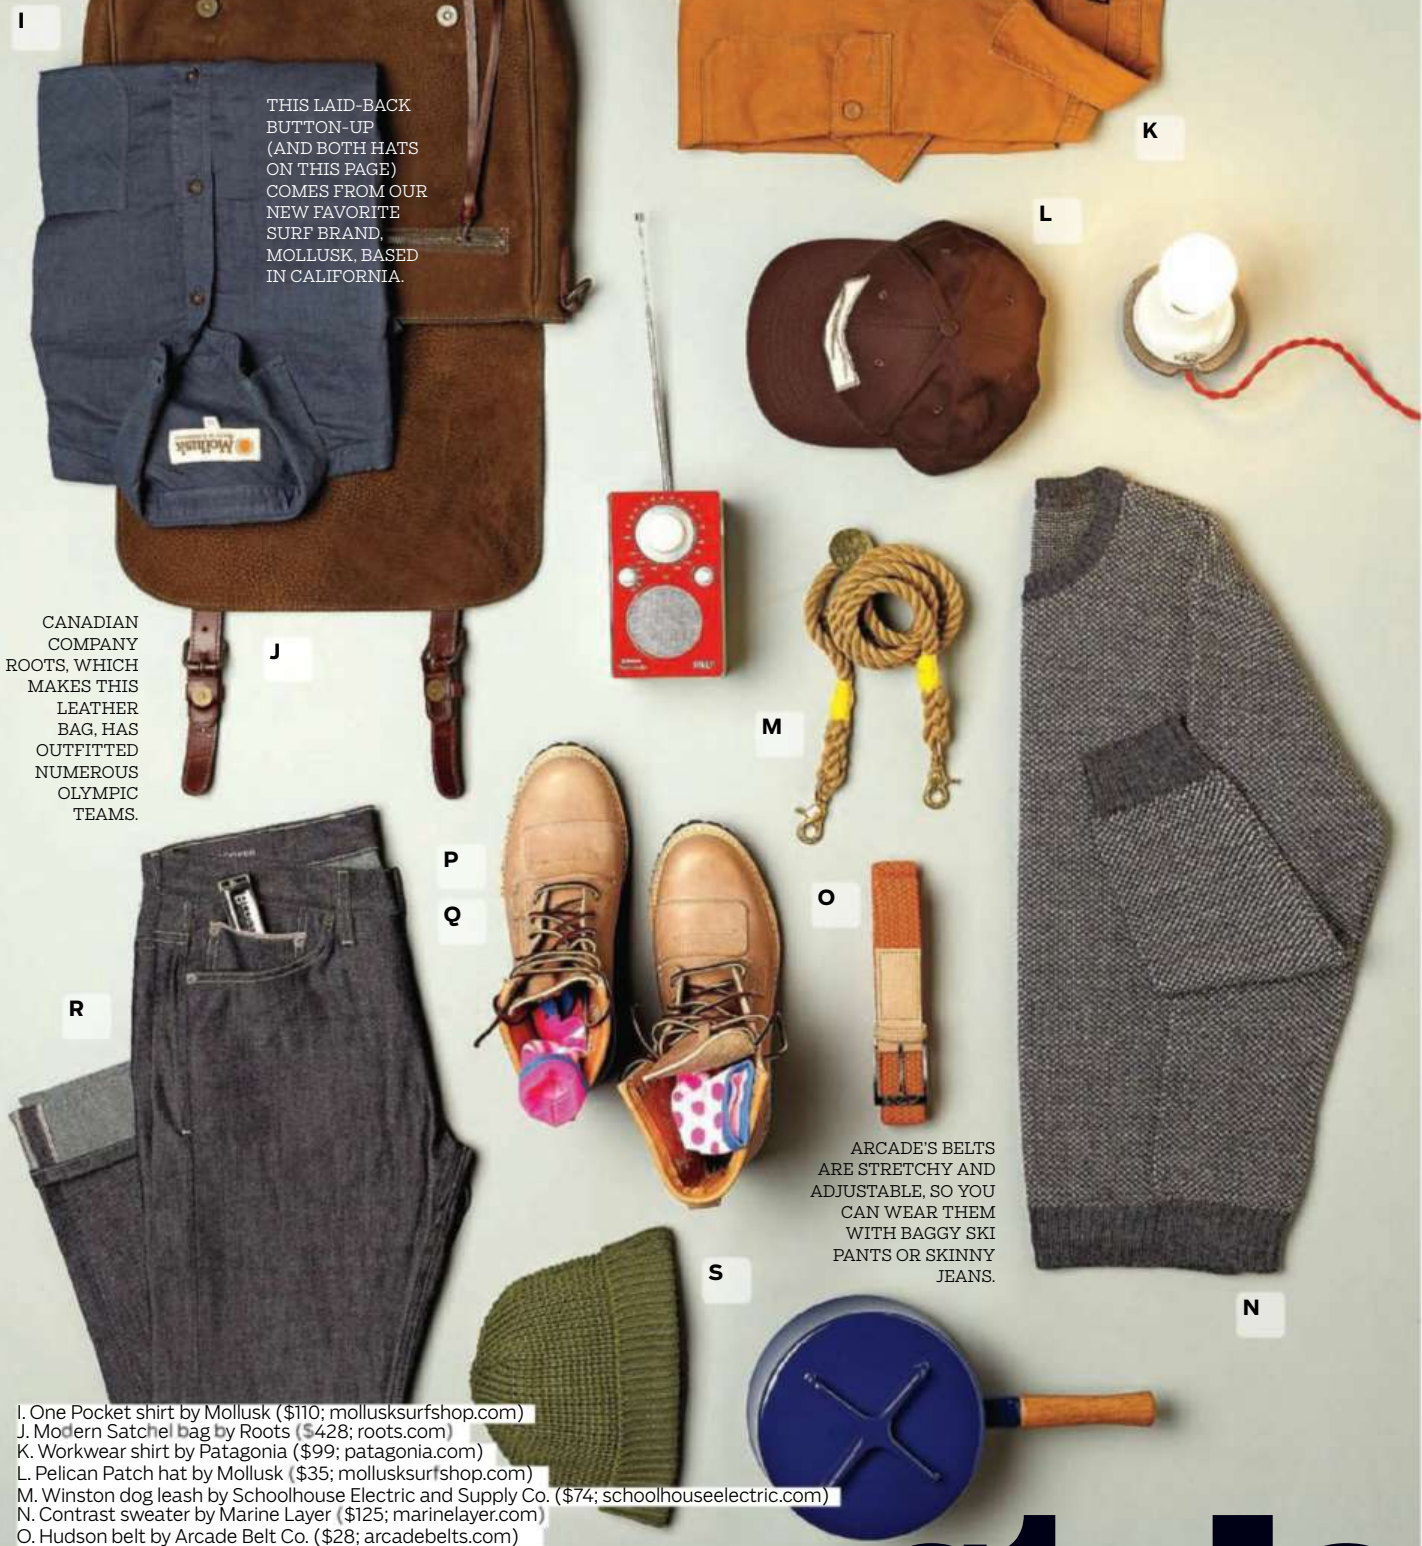 I
THIS LAID-BACK
BUTTON-UP
(AND BOTH HATS
ON THIS PAGE)
COMES FROM OUR
NEW FAVORITE
SURF BRAND,
MOLLUSK, BASED
IN CALIFORNIA.
K
L
Mollusk
CANADIAN
COMPANY
ROOTS, WHICH
MAKES THIS
LEATHER
BAG, HAS
OUTFITTED
NUMEROUS
OLYMPIC
TEAMS.
J
M
P
Q
O
R
ARCADE'S BELTS
ARE STRETCHY AND
ADJUSTABLE, SO YOU
CAN WEAR THEM
WITH BAGGY SKI
PANTS OR SKINNY
JEANS.
S
N
I. One Pocket shirt by Mollusk ($110; mollusksurfshop.com)
J. Modern Satchel bag by Roots ($428; roots.com)
K. Workwear shirt by Patagonia ($99; patagonia.com)
L. Pelican Patch hat by Mollusk ($35; mollusksurfshop.com)
M. Winston dog leash by Schoolhouse Electric and Supply Co. ($74; schoolhouseelectric.com)
N. Contrast sweater by Marine Layer ($125; marinelayer.com)
O. Hudson belt by Arcade Belt Co. ($28; arcadebelts.com)